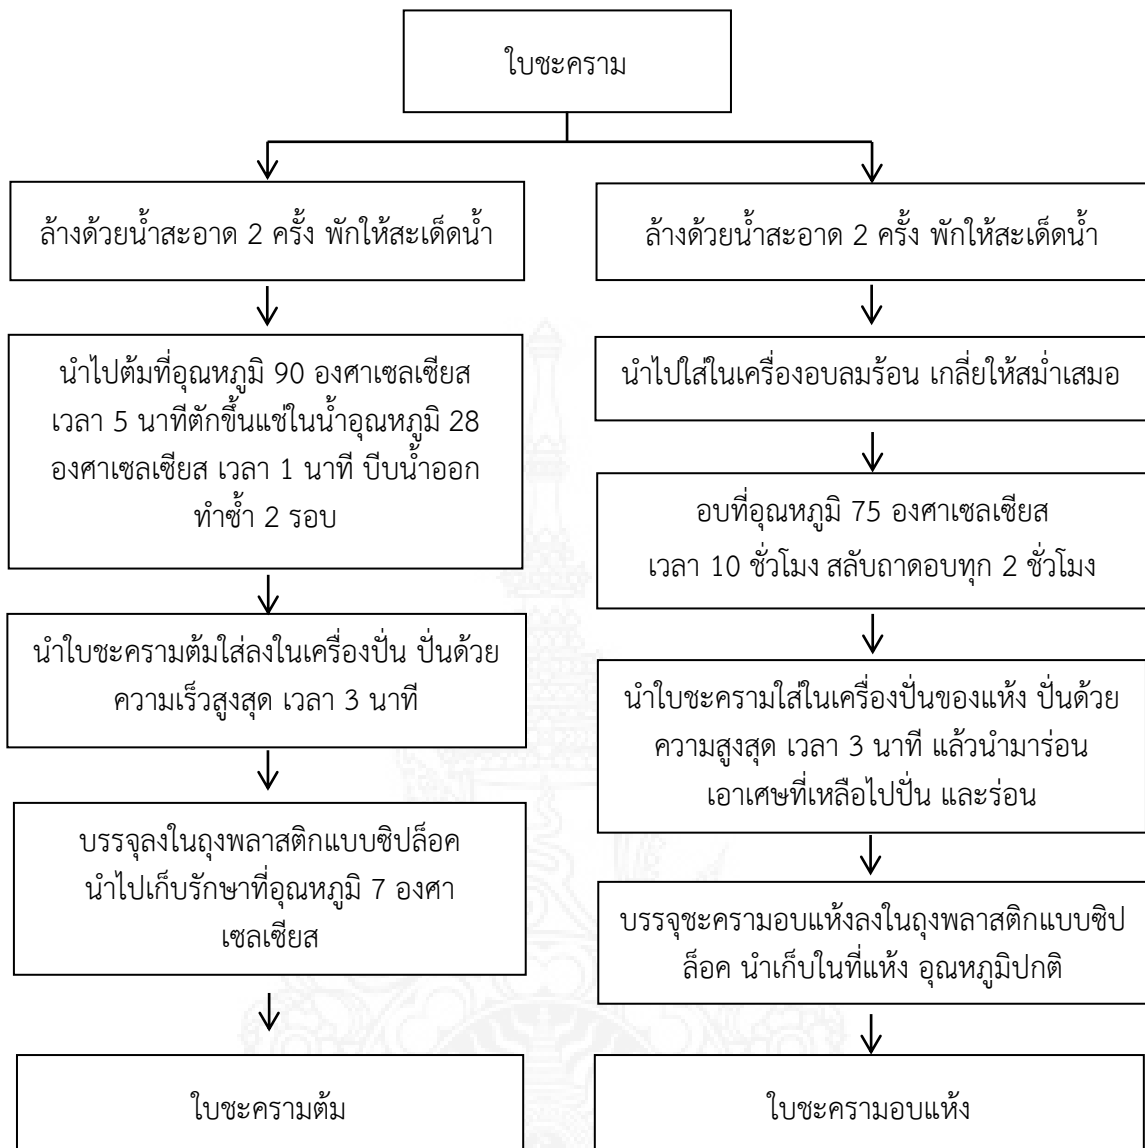 ใบชะคราม
ล้างด้วยน้ำสะอาด 2 ครั้ง พักให้สะเด็ดน้ำ
นำไปต้มที่อุณหภูมิ 90 องศาเซลเซียส
เวลา 5 นาทีตักขึ้นแช่ในน้ำอุณหภูมิ 28
องศาเซลเซียส เวลา 1 นาที บีบน้ำออก
ทำซ้ำ 2 รอบ
นำใบชะครามต้มใส่ลงในเครื่องปั่น ปั่นด้วย
ความเร็วสูงสุด เวลา 3 นาที
บรรจุลงในถุงพลาสติกแบบซิปล็อค
นำไปเก็บรักษาที่อุณหภูมิ 7 องศา
เซลเซียส
ใบชะครามต้ม
ล้างด้วยน้ำสะอาด 2 ครั้ง พักให้สะเด็ดน้ำ
นำไปใส่ในเครื่องอบลมร้อน เกลี่ยให้สม่ำเสมอ
อบที่อุณหภูมิ 75 องศาเซลเซียส
เวลา 10 ชั่วโมง สลับถาดอบทุก 2 ชั่วโมง
นำใบชะครามใส่ในเครื่องปั่นของแห้ง ปั่นด้วย
ความสูงสุด เวลา 3 นาที แล้วนำมาร่อน
เอาเศษที่เหลือไปปั่น และร่อน
บรรจุชะครามอบแห้งลงในถุงพลาสติกแบบซิป
ล็อค นำเก็บในที่แห้ง อุณหภูมิปกติ
ใบชะครามอบแห้ง